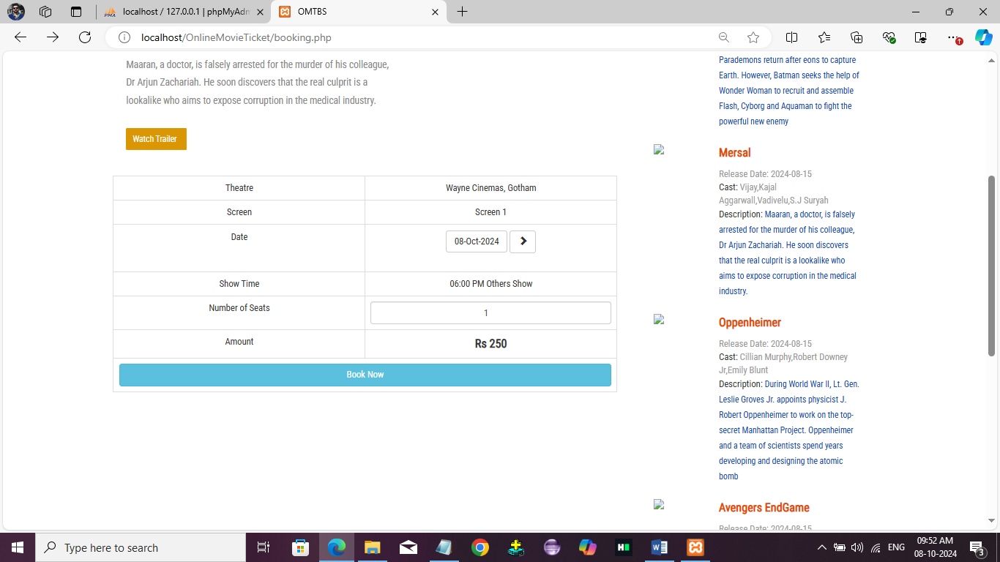 localhost / 127.0.0.1 | phpMyAdm
OMTBS
localhost/OnlineMovieTicket/booking.php
Maaran, a doctor, is falsely arrested for the murder of his colleague,
Dr Arjun Zachariah. He soon discovers that the real culprit is a
lookalike who aims to expose corruption in the medical industry.
Watch Trailer
Theatre
Wayne Cinemas, Gotham
Screen
Screen 1
Date
08-Oct-2024
Show Time
06:00 PM Others Show
Number of Seats
1
Amount
Rs 250
Book Now
Parademons return after eons to capture
Earth. However, Batman seeks the help of
Wonder Woman to recruit and assemble
Flash, Cyborg and Aquaman to fight the
powerful new enemy
Mersal
Release Date: 2024-08-15
Cast: Vijay,Kajal
Aggarwall,Vadivelu,S.J Suryah
Description: Maaran, a doctor, is falsely
arrested for the murder of his colleague,
Dr Arjun Zachariah. He soon discovers
that the real culprit is a lookalike who
aims to expose corruption in the medical
industry.
Oppenheimer
Release Date: 2024-08-15
Cast: Cillian Murphy,Robert Downey
Jr,Emily Blunt
Description: During World War II, Lt. Gen.
Leslie Groves Jr. appoints physicist J.
Robert Oppenheimer to work on the top-
secret Manhattan Project. Oppenheimer
and a team of scientists spend years
developing and designing the atomic
bomb
Avengers EndGame
Release Date: 2024-08-15
Type here to search
ENG
09:52 AM
08-10-2024
3